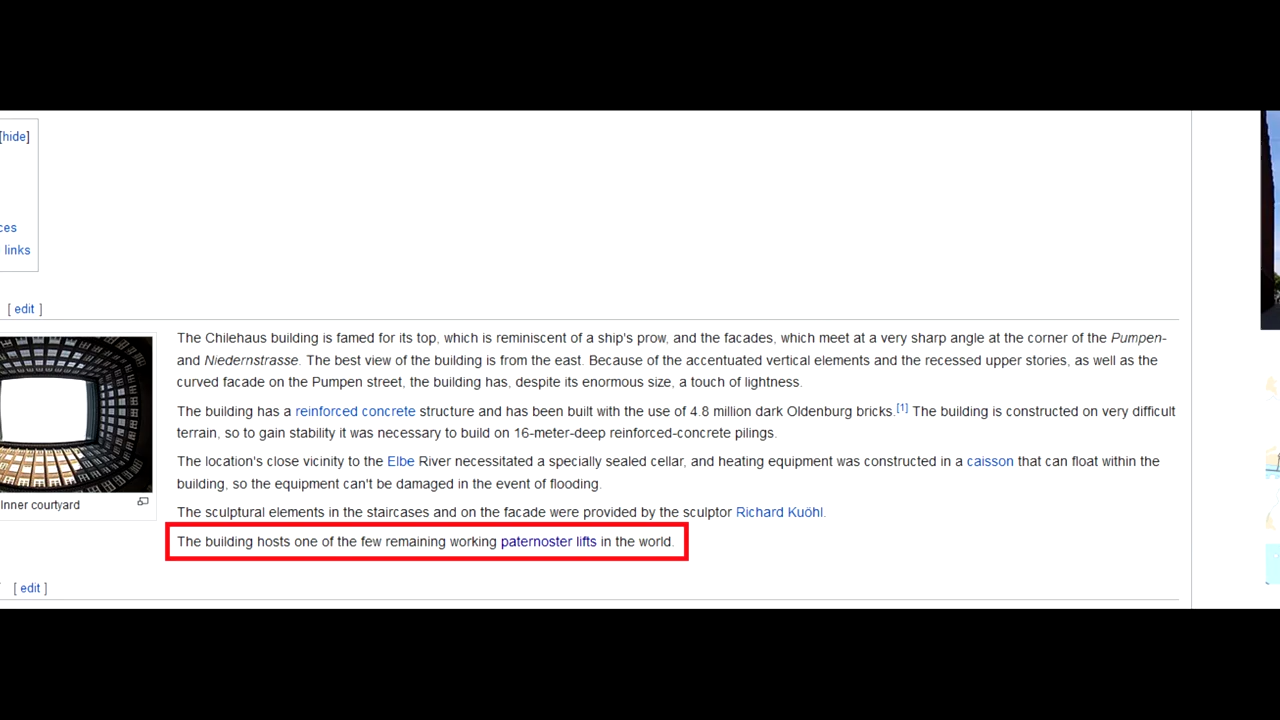 [hide]
ces
links
[ edit ]
The Chilehaus building is famed for its top, which is reminiscent of a ship's prow, and the facades, which meet at a very sharp angle at the corner of the Pumpen-
and Niedernstrasse. The best view of the building is from the east. Because of the accentuated vertical elements and the recessed upper stories, as well as the
curved facade on the Pumpen street, the building has, despite its enormous size, a touch of lightness.
The building has a reinforced concrete structure and has been built with the use of 4.8 million dark Oldenburg bricks.[1] The building is constructed on very difficult
terrain, so to gain stability it was necessary to build on 16-meter-deep reinforced-concrete pilings.
The location's close vicinity to the Elbe River necessitated a specially sealed cellar, and heating equipment was constructed in a caisson that can float within the
building, so the equipment can't be damaged in the event of flooding.
Inner courtyard
The sculptural elements in the staircases and on the facade were provided by the sculptor Richard Kuöhl.
The building hosts one of the few remaining working paternoster lifts in the world.
[ edit ]